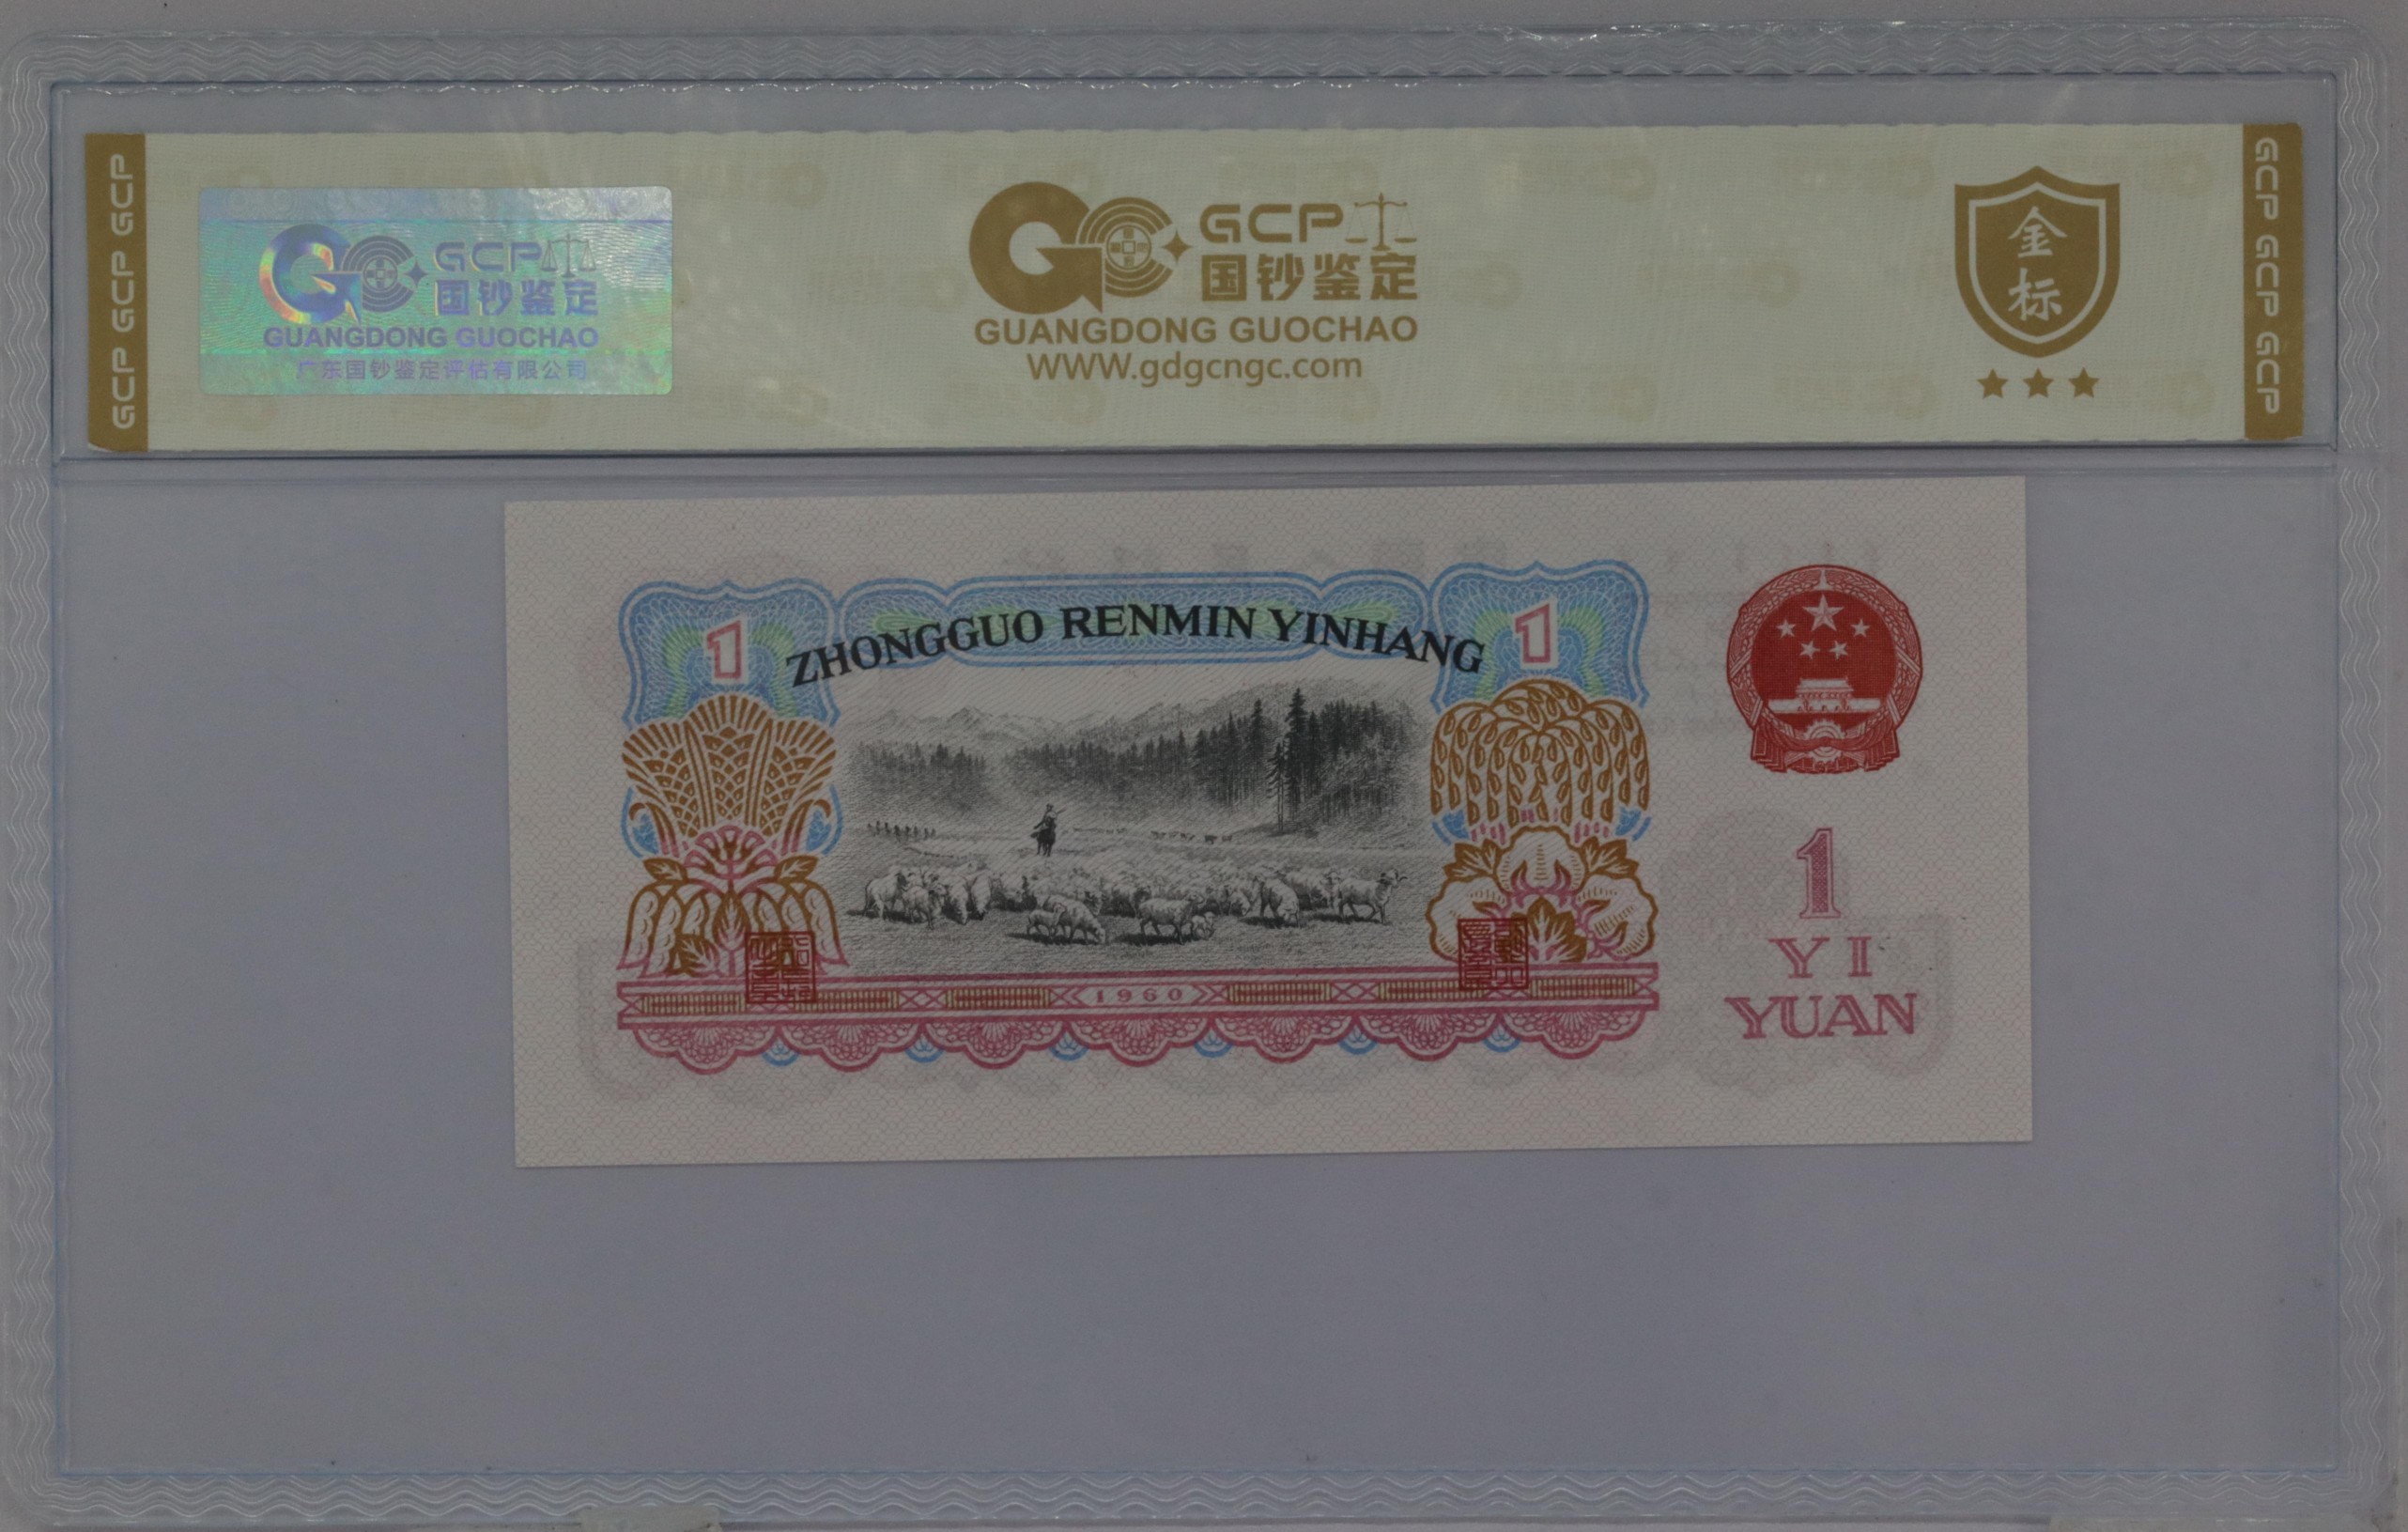 GCP GCP GCP
GCP
国钞鉴定
GUANGDONG GUOCHAO
广东国钞鉴定评估有限公司
GCP
国钞鉴定
GUANGDONG GUOCHAO
WWW.gdgcngc.com
金
标
GCP GCP GCP
1
ZHONGGUO RENMIN YINHANG
1
1960
1
YI
YUAN